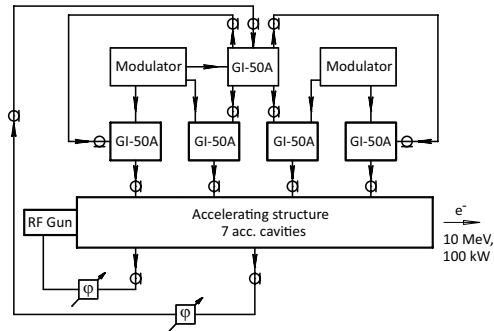 Modulator
GI-50A
Modulator
GI-50A
GI-50A
GI-50A
GI-50A
RF Gun
Accelerating structure
7 acc. cavities
e-
10 MeV,
100 kW
φ
φ